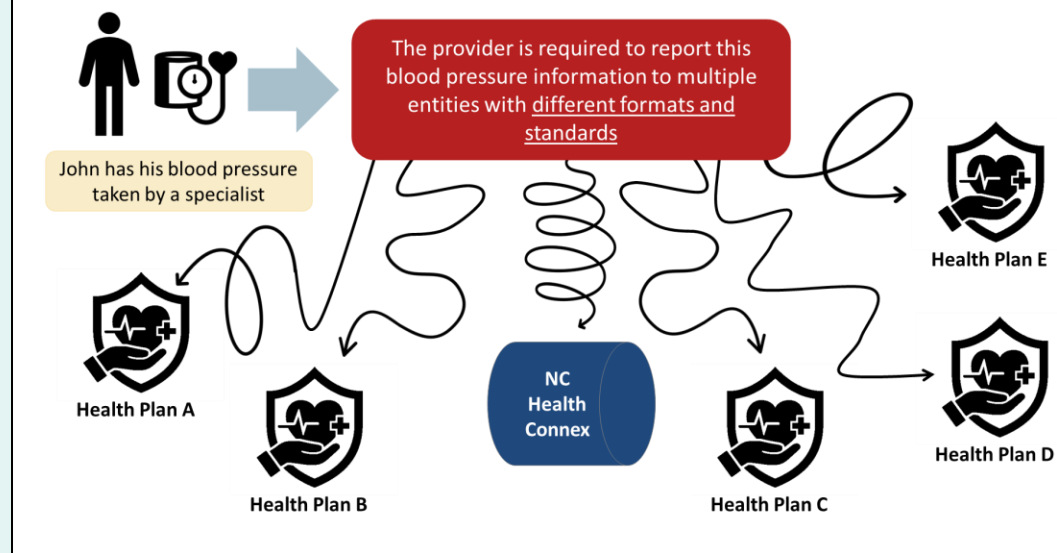 The provider is required to report this
blood pressure information to multiple
entities with different formats and
standards
John has his blood pressure
taken by a specialist
Health Plan E
Health Plan A
NC
Health
Connex
Health Plan D
Health Plan B
Health Plan C